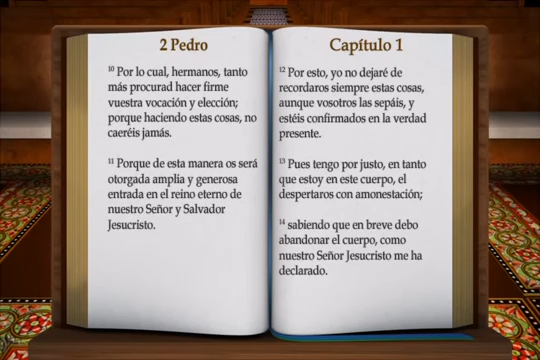 2 Pedro
10 Por lo cual, hermanos, tanto
más procurad hacer firme
vuestra vocación y elección;
porque haciendo estas cosas, no
caeréis jamás.
11 Porque de esta manera os será
otorgada amplia y generosa
entrada en el reino eterno de
nuestro Señor y Salvador
Jesucristo.
Capítulo 1
12 Por esto, yo no dejaré de
recordaros siempre estas cosas,
aunque vosotros las sepáis, y
estéis confirmados en la verdad
presente.
13 Pues tengo por justo, en tanto
que estoy en este cuerpo, el
despertaros con amonestación;
14 sabiendo que en breve debo
abandonar el cuerpo, como
nuestro Señor Jesucristo me ha
declarado.